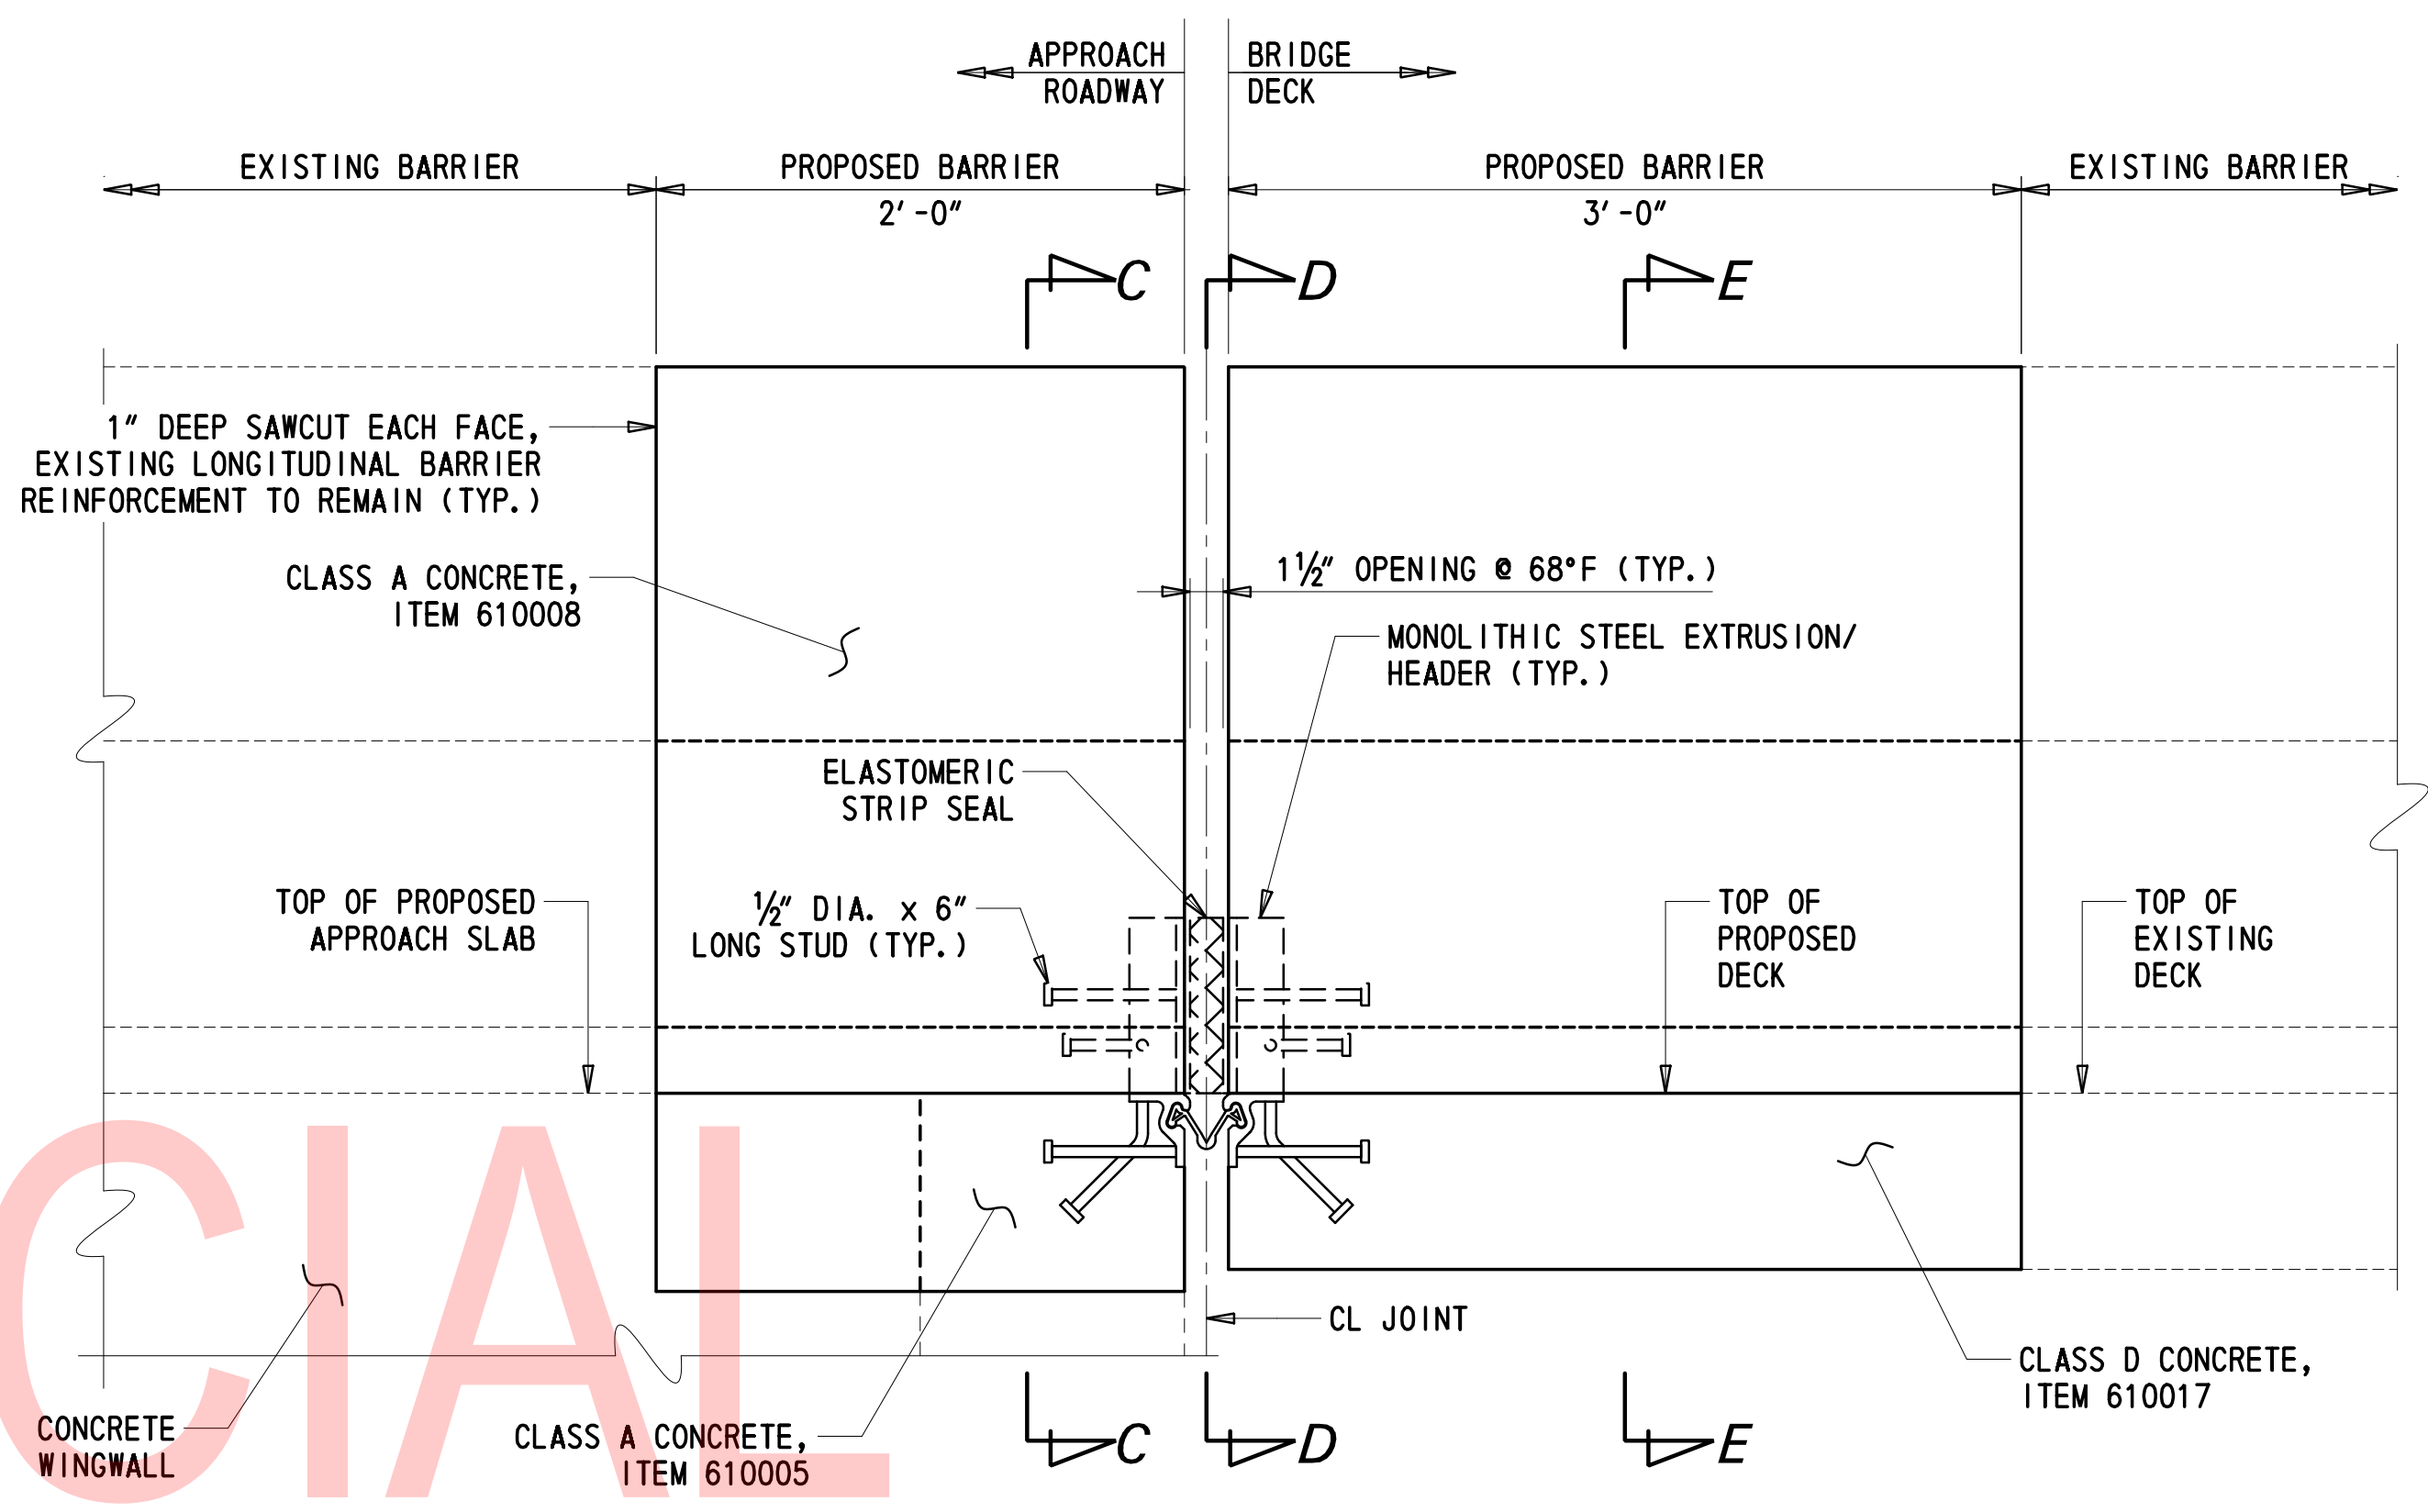 APPROACH
ROADWAY
BRIDGE
DECK
EXISTING BARRIER
PROPOSED BARRIER
2'-0"
PROPOSED BARRIER
3'-0"
EXISTING BARRIER
C
D
E
1" DEEP SAWCUT EACH FACE,
EXISTING LONGITUDINAL BARRIER
REINFORCEMENT TO REMAIN (TYP.)
CLASS A CONCRETE,
ITEM 610008
1½" OPENING @ 68°F (TYP.)
MONOLITHIC STEEL EXTRUSION/
HEADER (TYP.)
ELASTOMERIC
STRIP SEAL
TOP OF PROPOSED
APPROACH SLAB
½" DIA. x 6"
LONG STUD (TYP.)
TOP OF
PROPOSED
DECK
TOP OF
EXISTING
DECK
CL JOINT
CLASS D CONCRETE,
ITEM 610017
CONCRETE
WINGWALL
CLASS A CONCRETE,
ITEM 610005
C
D
E
CIAL